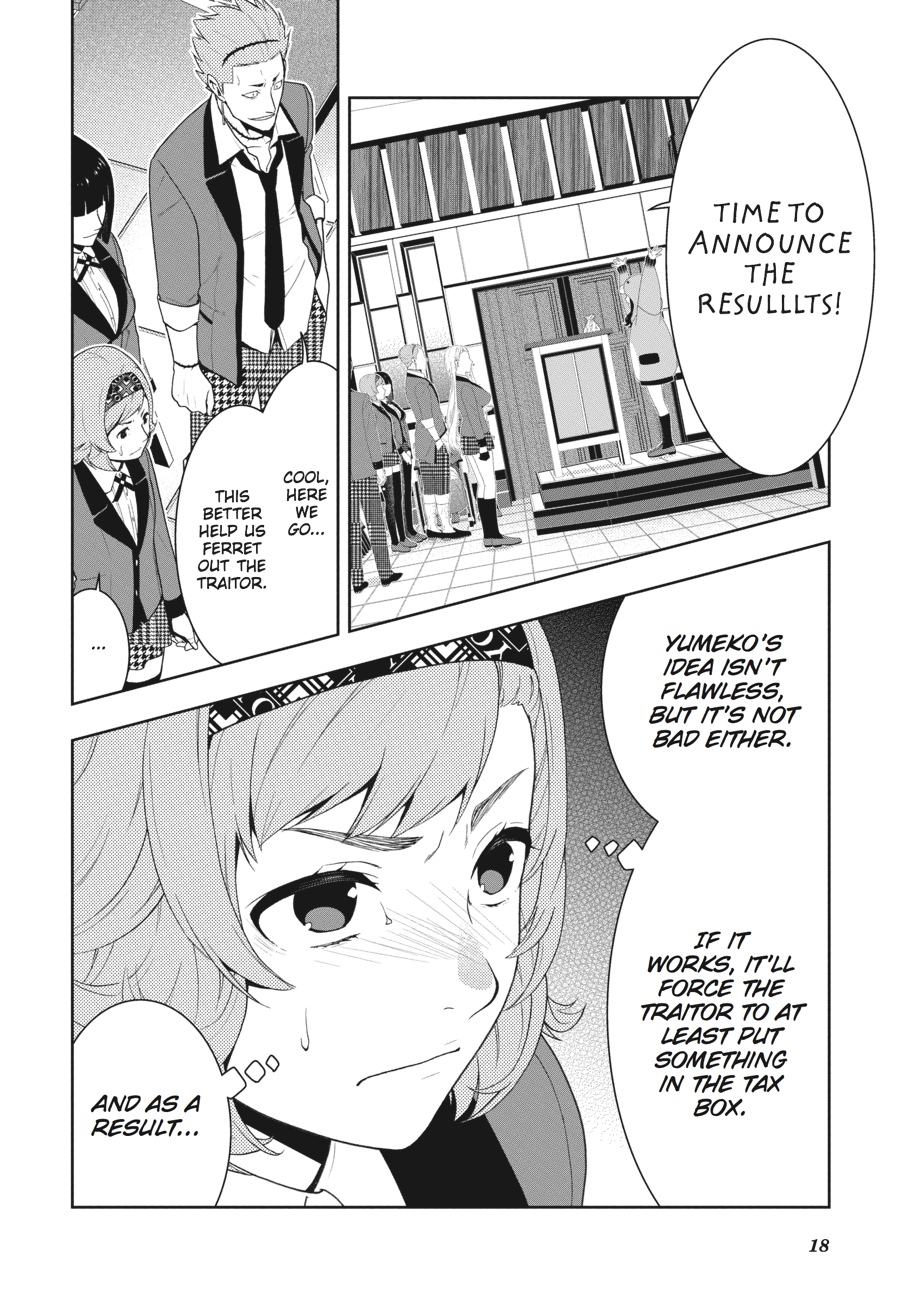 TIME TO
ANNOUNCE
THE
RESULLLTS!
COOL,
HERE
WE
GO...
THIS
BETTER
HELP US
FERRET
OUT THE
TRAITOR.
...
YUMEKO'S
IDEA ISN'T
FLAWLESS,
BUT IT'S NOT
BAD EITHER.
IF IT
WORKS, IT'LL
FORCE THE
TRAITOR TO AT
LEAST PUT
SOMETHING
IN THE TAX
BOX.
AND AS A
RESULT...
18